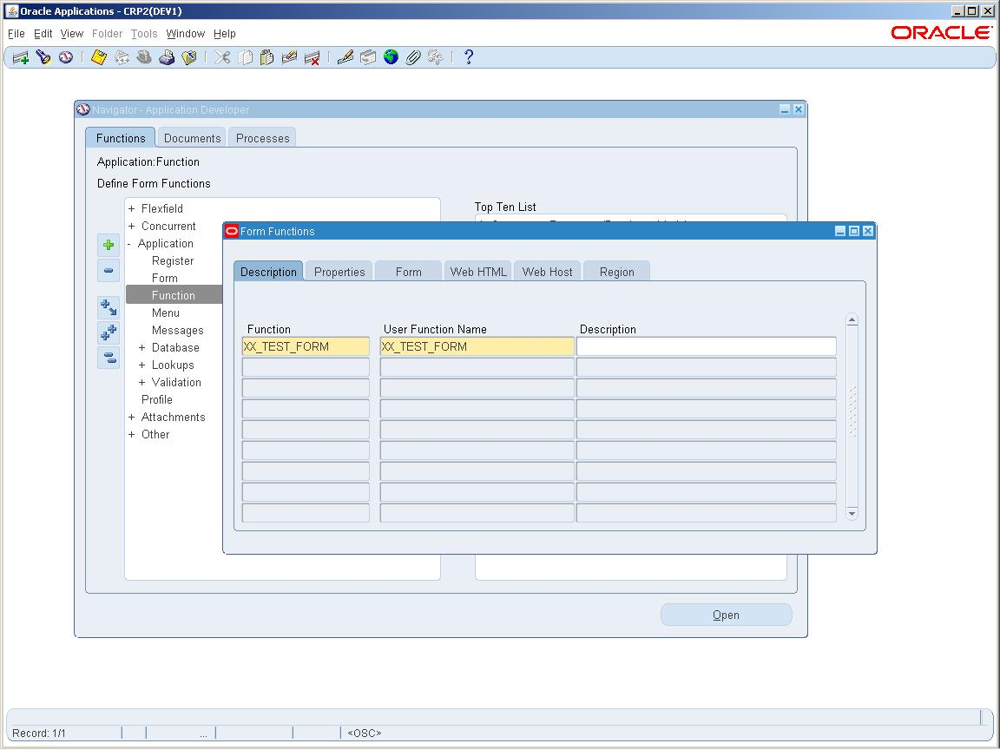 Oracle Applications - CRP2(DEV1)
File Edit View Folder Tools Window Help
ORACLE
Navigator - Application Developer
Functions Documents Processes
Application:Function
Define Form Functions
Top Ten List
+ Flexfield
+ Concurrent
- Application
Register
Form
Function
Menu
Messages
+ Database
+ Lookups
+ Validation
Profile
+ Attachments
+ Other
Form Functions
Description Properties Form Web HTML Web Host Region
Function User Function Name Description
XX_TEST_FORM XX_TEST_FORM
Open
Record: 1/1 ... <OSC>